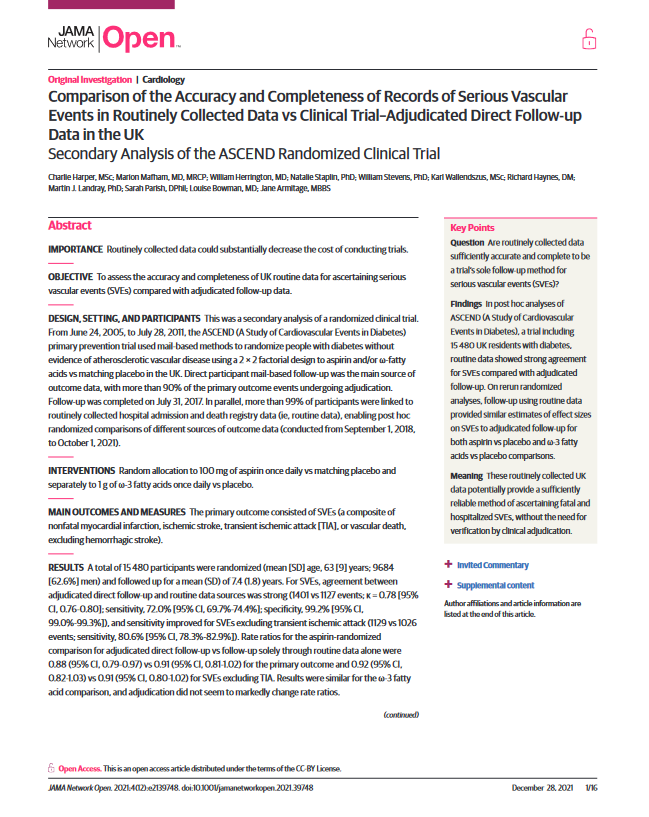 JAMA
Network
Open™
Original Investigation | Cardiology
Comparison of the Accuracy and Completeness of Records of Serious Vascular
Events in Routinely Collected Data vs Clinical Trial–Adjudicated Direct Follow-up
Data in the UK
Secondary Analysis of the ASCEND Randomized Clinical Trial
Charlie Harper, MSc; Marion Mafham, MD, MRCP; William Herrington, MD; Natalie Staplin, PhD; William Stevens, PhD; Karl Wallendszus, MSc; Richard Haynes, DM;
Martin J. Landray, PhD; Sarah Parish, DPhil; Louise Bowman, MD; Jane Armitage, MBBS
Abstract
IMPORTANCE Routinely collected data could substantially decrease the cost of conducting trials.
OBJECTIVE To assess the accuracy and completeness of UK routine data for ascertaining serious
vascular events (SVEs) compared with adjudicated follow-up data.
DESIGN, SETTING, AND PARTICIPANTS This was a secondary analysis of a randomized clinical trial.
From June 24, 2005, to July 28, 2011, the ASCEND (A Study of Cardiovascular Events in Diabetes)
primary prevention trial used mail-based methods to randomize people with diabetes without
evidence of atherosclerotic vascular disease using a 2 × 2 factorial design to aspirin and/or ω-fatty
acids vs matching placebo in the UK. Direct participant mail-based follow-up was the main source of
outcome data, with more than 90% of the primary outcome events undergoing adjudication.
Follow-up was completed on July 31, 2017. In parallel, more than 99% of participants were linked to
routinely collected hospital admission and death registry data (ie, routine data), enabling post hoc
randomized comparisons of different sources of outcome data (conducted from September 1, 2018,
to October 1, 2021).
INTERVENTIONS Random allocation to 100 mg of aspirin once daily vs matching placebo and
separately to 1 g of ω-3 fatty acids once daily vs placebo.
MAIN OUTCOMES AND MEASURES The primary outcome consisted of SVEs (a composite of
nonfatal myocardial infarction, ischemic stroke, transient ischemic attack [TIA], or vascular death,
excluding hemorrhagic stroke).
RESULTS A total of 15 480 participants were randomized (mean [SD] age, 63 [9] years; 9684
[62.6%] men) and followed up for a mean (SD) of 7.4 (1.8) years. For SVEs, agreement between
adjudicated direct follow-up and routine data sources was strong (1401 vs 1127 events; κ = 0.78 [95%
CI, 0.76-0.80]; sensitivity, 72.0% [95% CI, 69.7%-74.4%]; specificity, 99.2% [95% CI,
99.0%-99.3%]), and sensitivity improved for SVEs excluding transient ischemic attack (1129 vs 1026
events; sensitivity, 80.6% [95% CI, 78.3%-82.9%]). Rate ratios for the aspirin-randomized
comparison for adjudicated direct follow-up vs follow-up solely through routine data alone were
0.88 (95% CI, 0.79-0.97) vs 0.91 (95% CI, 0.81-1.02) for the primary outcome and 0.92 (95% CI,
0.82-1.03) vs 0.91 (95% CI, 0.80-1.02) for SVEs excluding TIA. Results were similar for the ω-3 fatty
acid comparison, and adjudication did not seem to markedly change rate ratios.
(continued)
Key Points
Question Are routinely collected data
sufficiently accurate and complete to be
a trial's sole follow-up method for
serious vascular events (SVEs)?
Findings In post hoc analyses of
ASCEND (A Study of Cardiovascular
Events in Diabetes), a trial including
15 480 UK residents with diabetes,
routine data showed strong agreement
for SVEs compared with adjudicated
follow-up. On rerun randomized
analyses, follow-up using routine data
provided similar estimates of effect sizes
on SVEs to adjudicated follow-up for
both aspirin vs placebo and ω-3 fatty
acids vs placebo comparisons.
Meaning These routinely collected UK
data potentially provide a sufficiently
reliable method of ascertaining fatal and
hospitalized SVEs, without the need for
verification by clinical adjudication.
+ Invited Commentary
+ Supplemental content
Author affiliations and article information are
listed at the end of this article.
Open Access. This is an open access article distributed under the terms of the CC-BY License.
JAMA Network Open. 2021;4(12):e2139748. doi:10.1001/jamanetworkopen.2021.39748
December 28, 2021 1/16